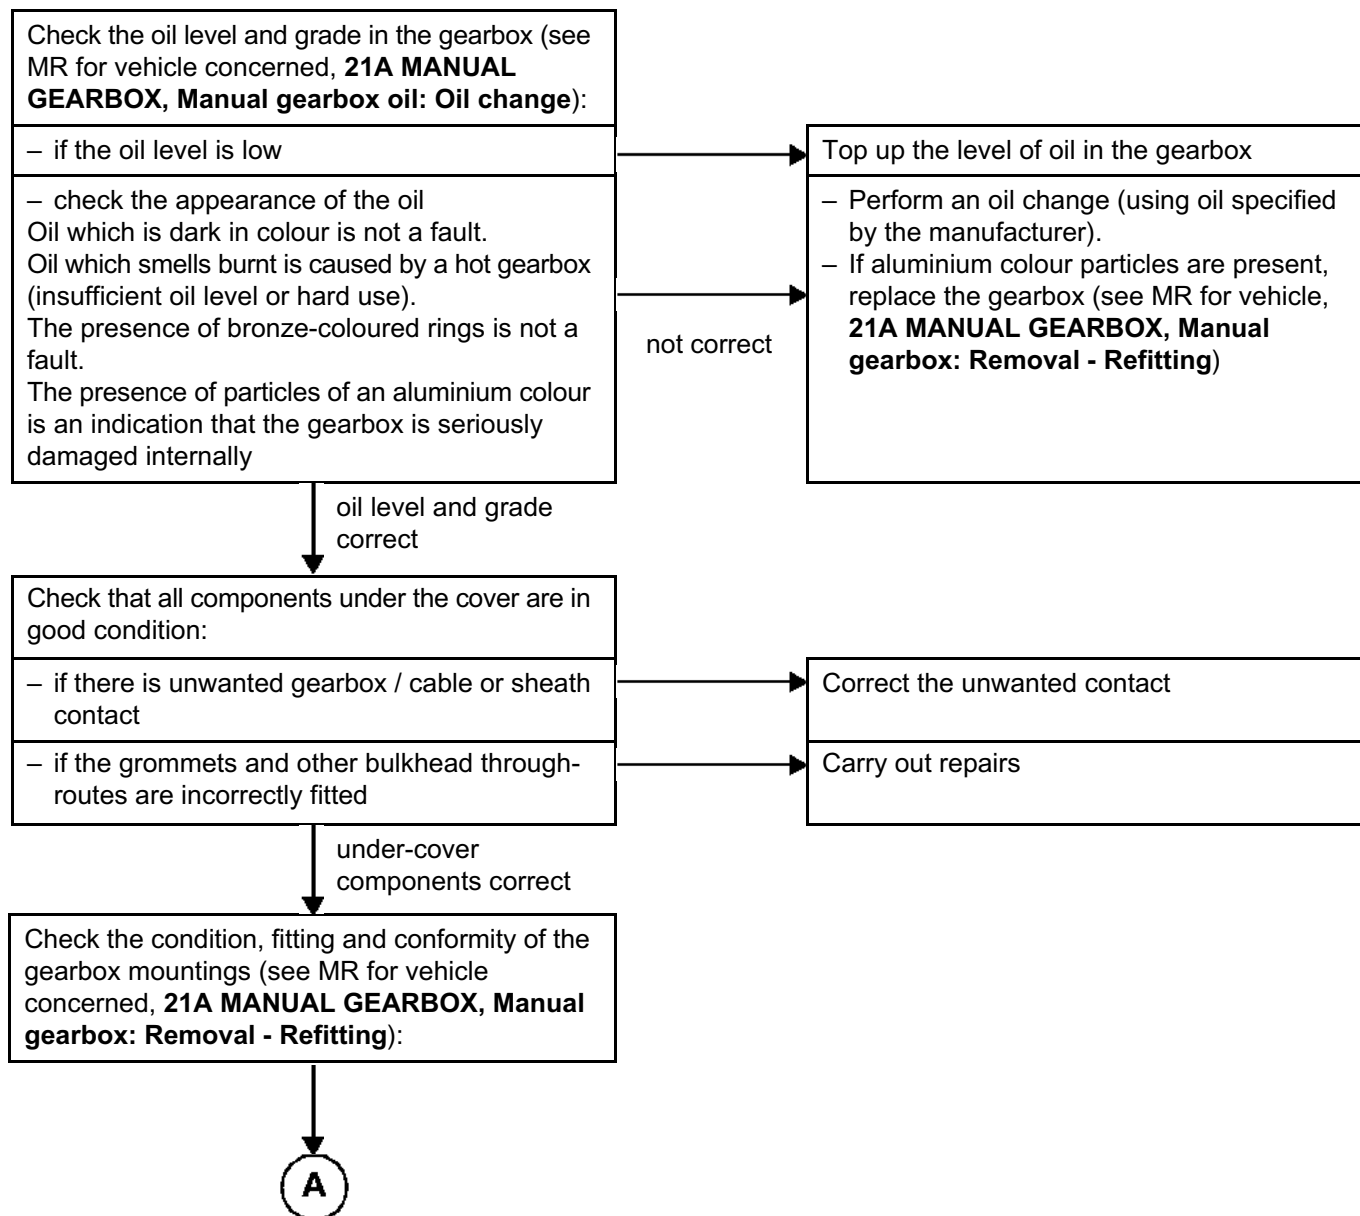 Check the oil level and grade in the gearbox (see
MR for vehicle concerned, 21A MANUAL
GEARBOX, Manual gearbox oil: Oil change):
– if the oil level is low
Top up the level of oil in the gearbox
– check the appearance of the oil
Oil which is dark in colour is not a fault.
Oil which smells burnt is caused by a hot gearbox
(insufficient oil level or hard use).
The presence of bronze-coloured rings is not a
fault.
The presence of particles of an aluminium colour
is an indication that the gearbox is seriously
damaged internally
not correct
– Perform an oil change (using oil specified
by the manufacturer).
– If aluminium colour particles are present,
replace the gearbox (see MR for vehicle,
21A MANUAL GEARBOX, Manual
gearbox: Removal - Refitting)
oil level and grade
correct
Check that all components under the cover are in
good condition:
– if there is unwanted gearbox / cable or sheath
contact
Correct the unwanted contact
– if the grommets and other bulkhead through-
routes are incorrectly fitted
Carry out repairs
under-cover
components correct
Check the condition, fitting and conformity of the
gearbox mountings (see MR for vehicle
concerned, 21A MANUAL GEARBOX, Manual
gearbox: Removal - Refitting):
A